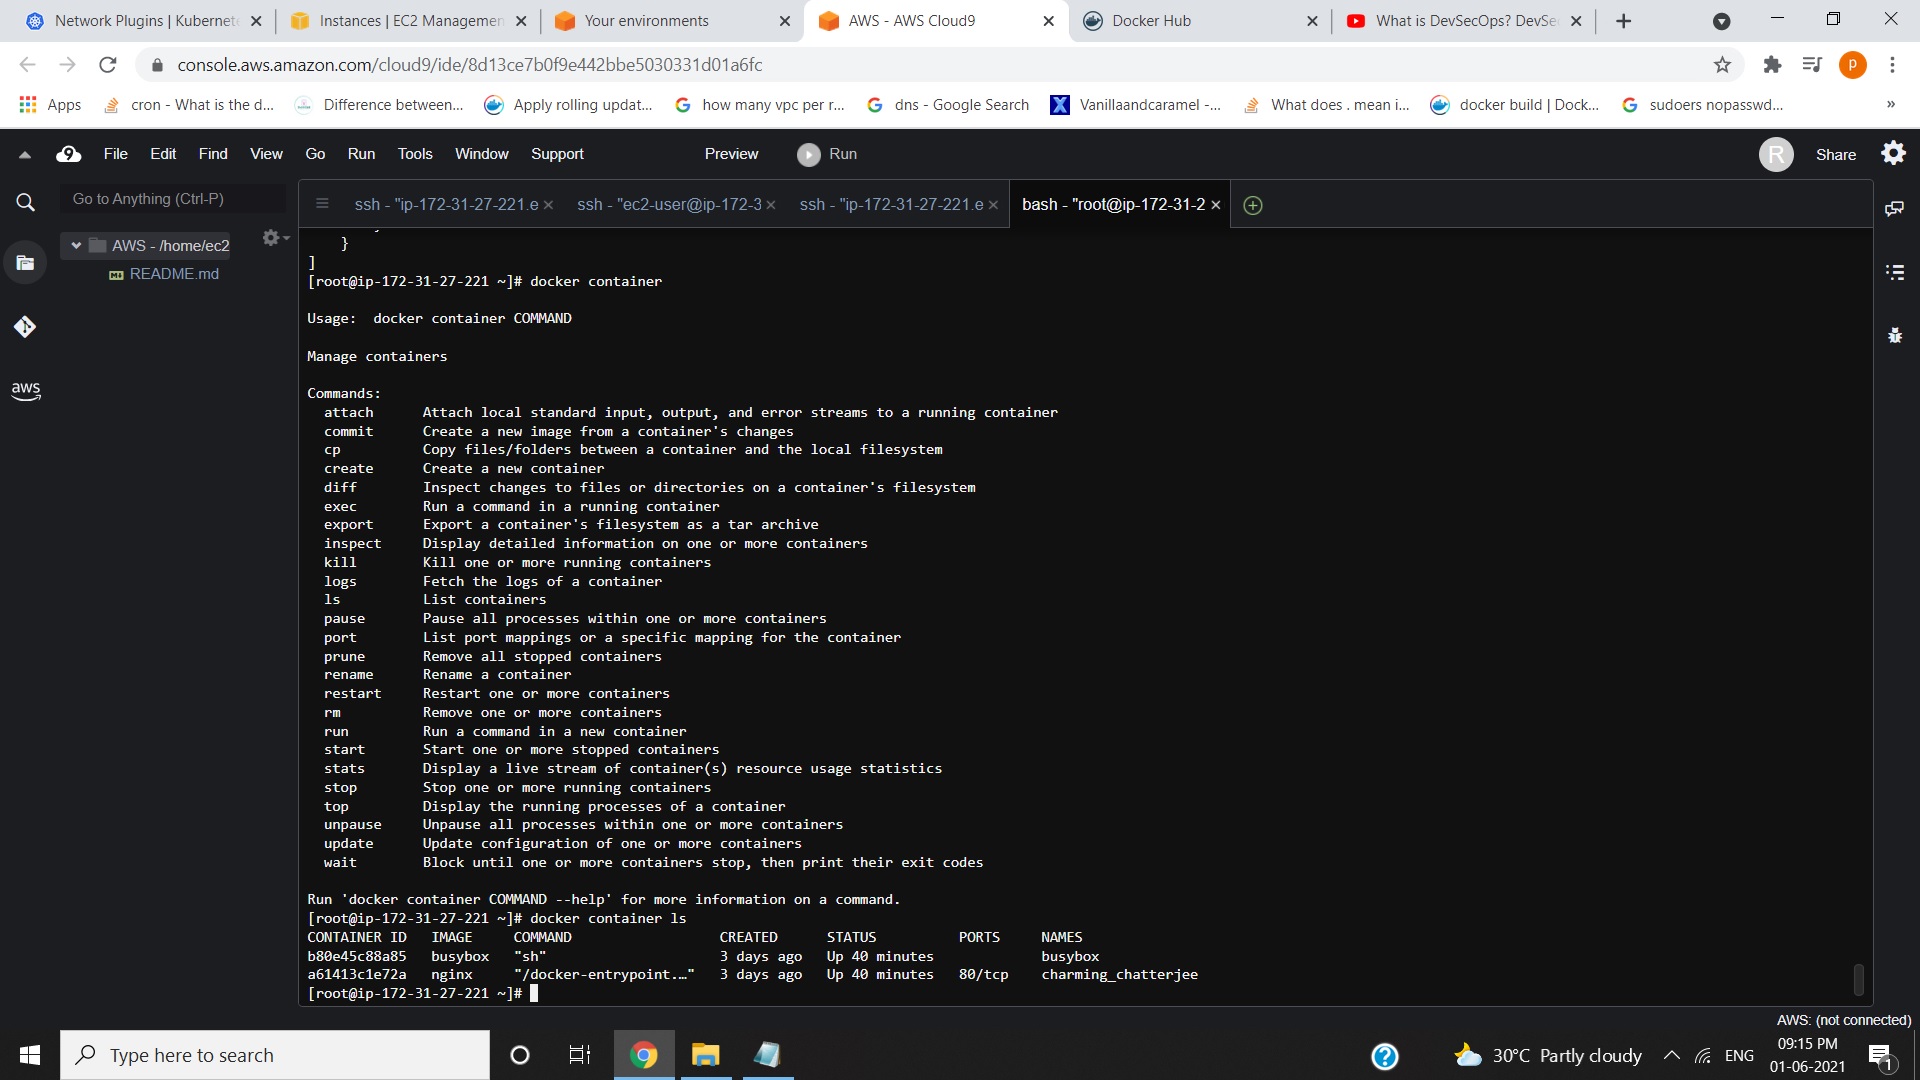 Network Plugins | Kubernete
Instances | EC2 Managemen
Your environments
AWS - AWS Cloud9
Docker Hub
What is DevSecOps? DevSe
console.aws.amazon.com/cloud9/ide/8d13ce7b0f9e442bbe5030331d01a6fc
P
Apps
cron - What is the d...
Difference between...
Apply rolling updat...
how many vpc per r...
dns - Google Search
Vanillaandcaramel -...
What does . mean i...
docker build | Dock...
sudoers nopasswd...
»
File Edit Find View Go Run Tools Window Support Preview Run
R Share
Go to Anything (Ctrl-P)
ssh - "ip-172-31-27-221.e
ssh - "ec2-user@ip-172-3
ssh - "ip-172-31-27-221.e
bash - "root@ip-172-31-2
AWS - /home/ec2
README.md
aws
}
]
[root@ip-172-31-27-221 ~]# docker container
Usage:  docker container COMMAND
Manage containers
Commands:
attach      Attach local standard input, output, and error streams to a running container
commit      Create a new image from a container's changes
cp          Copy files/folders between a container and the local filesystem
create      Create a new container
diff        Inspect changes to files or directories on a container's filesystem
exec        Run a command in a running container
export      Export a container's filesystem as a tar archive
inspect     Display detailed information on one or more containers
kill        Kill one or more running containers
logs        Fetch the logs of a container
ls          List containers
pause       Pause all processes within one or more containers
port        List port mappings or a specific mapping for the container
prune       Remove all stopped containers
rename      Rename a container
restart     Restart one or more containers
rm          Remove one or more containers
run         Run a command in a new container
start       Start one or more stopped containers
stats       Display a live stream of container(s) resource usage statistics
stop        Stop one or more running containers
top         Display the running processes of a container
unpause     Unpause all processes within one or more containers
update      Update configuration of one or more containers
wait        Block until one or more containers stop, then print their exit codes
Run 'docker container COMMAND --help' for more information on a command.
[root@ip-172-31-27-221 ~]# docker container ls
CONTAINER ID   IMAGE     COMMAND                  CREATED      STATUS          PORTS     NAMES
b80e45c88a85   busybox   "sh"                     3 days ago   Up 40 minutes             busybox
a61413c1e72a   nginx     "/docker-entrypoint.…"   3 days ago   Up 40 minutes   80/tcp    charming_chatterjee
[root@ip-172-31-27-221 ~]#
AWS: (not connected)
Type here to search
30°C Partly cloudy
ENG
09:15 PM
01-06-2021
1